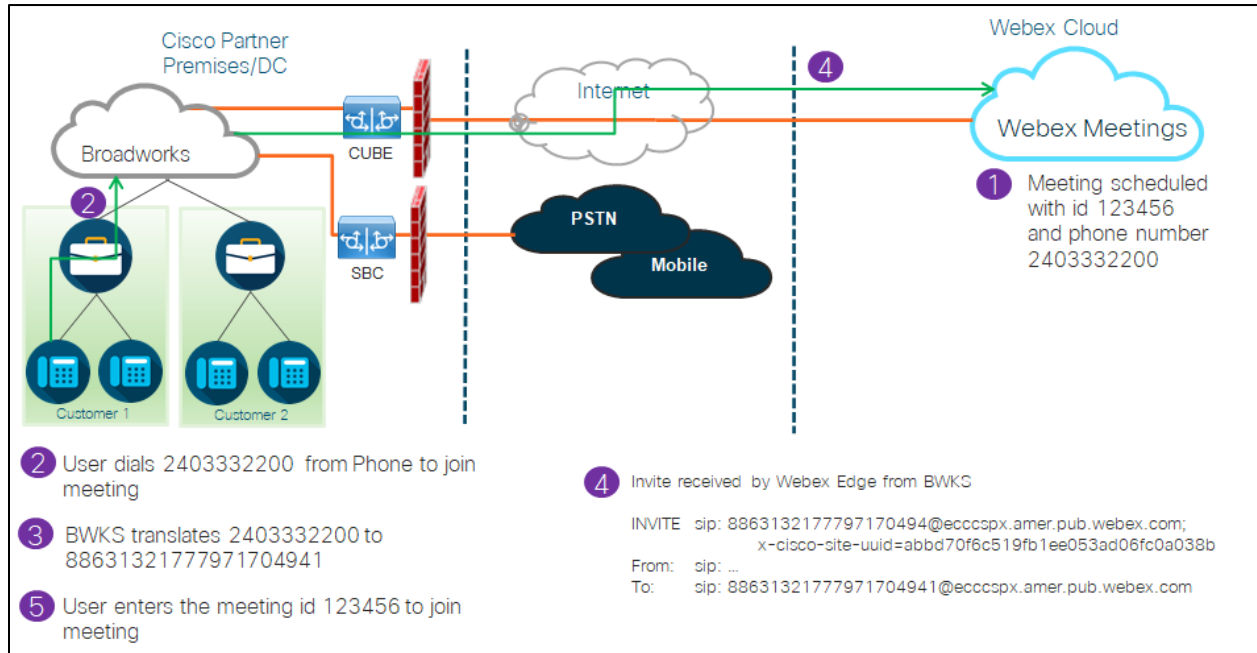 Cisco Partner
Premises/DC
Webex Cloud
4
Internet
Broadworks
CUBE
Webex Meetings
2
SBC
PSTN
Mobile
1 Meeting scheduled
with id 123456
and phone number
2403332200
Customer 1
Customer 2
2 User dials 2403332200 from Phone to join
meeting
3 BWKS translates 2403332200 to
88631321777971704941
5 User enters the meeting id 123456 to join
meeting
4 Invite received by Webex Edge from BWKS
INVITE sip: 8863132177797170494@ecccspx.amer.pub.webex.com;
x-cisco-site-uuid=abbd70f6c519fb1ee053ad06fc0a038b
From: sip: ...
To: sip: 88631321777971704941@ecccspx.amer.pub.webex.com